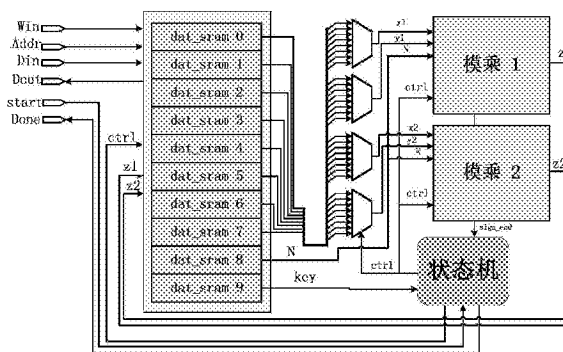 Win
Addr
Din
Dout
start
Done
ctrl
z1
z2
dat_sram 0
dat_sram 1
dat_sram 2
dat_sram 3
dat_sram 4
dat_sram 5
dat_sram 6
dat_sram 7
dat_sram 8
dat_sram 9
N
key
y1
N
ctrl
模乘 1
x2
y2
N
ctrl
模乘 2
z2
sign_end
ctrl
状态机